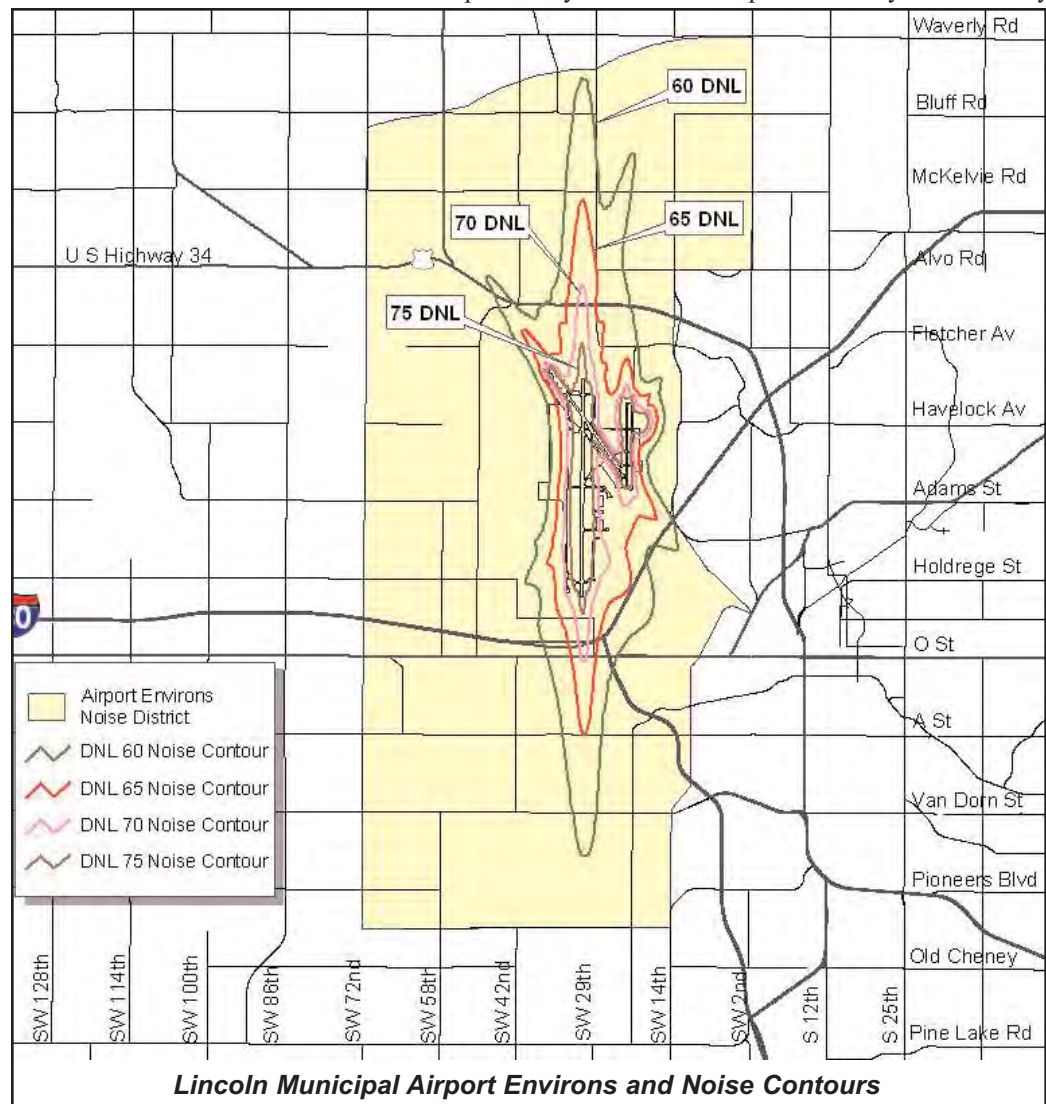 Waverly Rd
60 DNL
Bluff Rd
McKelvie Rd
70 DNL
65 DNL
U S Highway 34
Alvo Rd
75 DNL
Fletcher Av
Havelock Av
Adams St
Holdrege St
O St
Airport Environs
Noise District
A St
DNL 60 Noise Contour
DNL 65 Noise Contour
Van Dorn St
DNL 70 Noise Contour
DNL 75 Noise Contour
Pioneers Blvd
Old Cheney
SW 128th
SW 114th
SW 100th
SW 86th
SW 72nd
SW 58th
SW 42nd
SW 29th
SW 14th
SW 2nd
S 12th
S 25th
Pine Lake Rd
Lincoln Municipal Airport Environs and Noise Contours